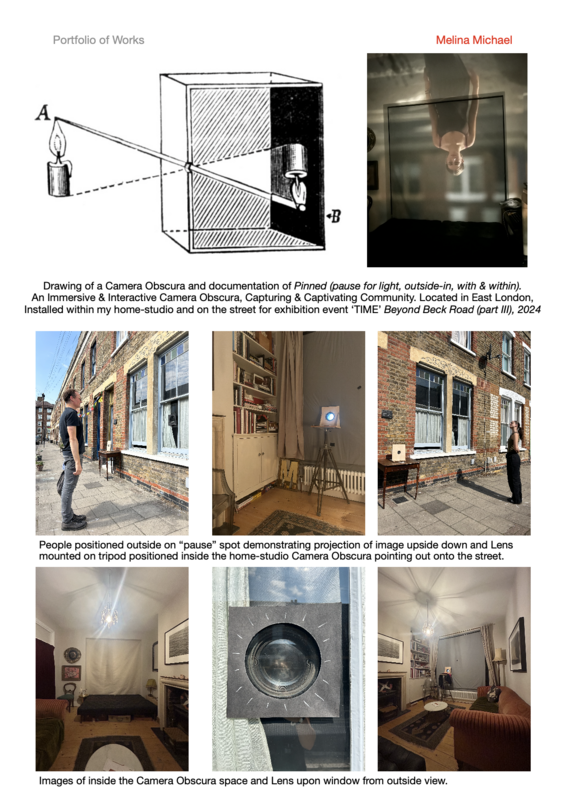 Portfolio of Works
Melina Michael
A
B
Drawing of a Camera Obscura and documentation of Pinned (pause for light, outside-in, with & within).
An Immersive & Interactive Camera Obscura, Capturing & Captivating Community. Located in East London,
Installed within my home-studio and on the street for exhibition event ‘TIME’ Beyond Beck Road (part III), 2024
People positioned outside on “pause” spot demonstrating projection of image upside down and Lens
mounted on tripod positioned inside the home-studio Camera Obscura pointing out onto the street.
Images of inside the Camera Obscura space and Lens upon window from outside view.